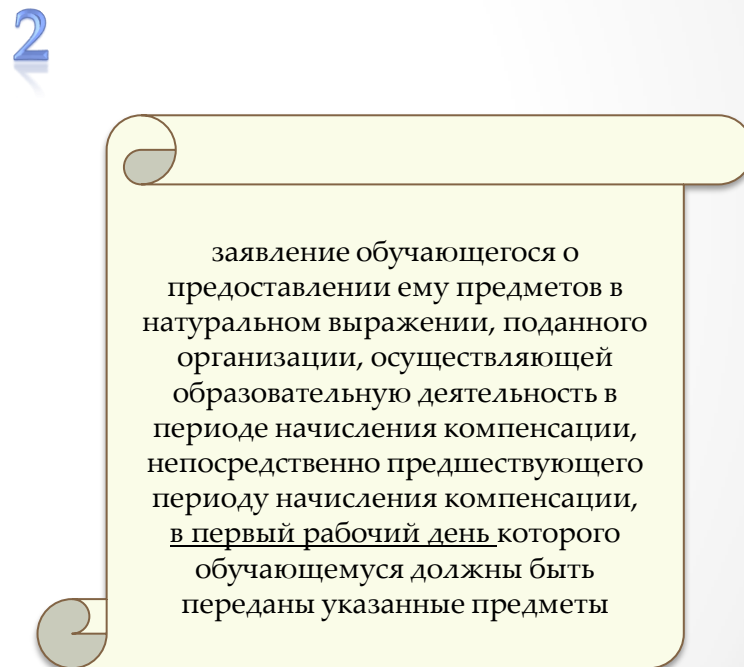 2
заявление обучающегося о
предоставлении ему предметов в
натуральном выражении, поданного
организации, осуществляющей
образовательную деятельность в
периоде начисления компенсации,
непосредственно предшествующего
периоду начисления компенсации,
в первый рабочий день которого
обучающемуся должны быть
переданы указанные предметы